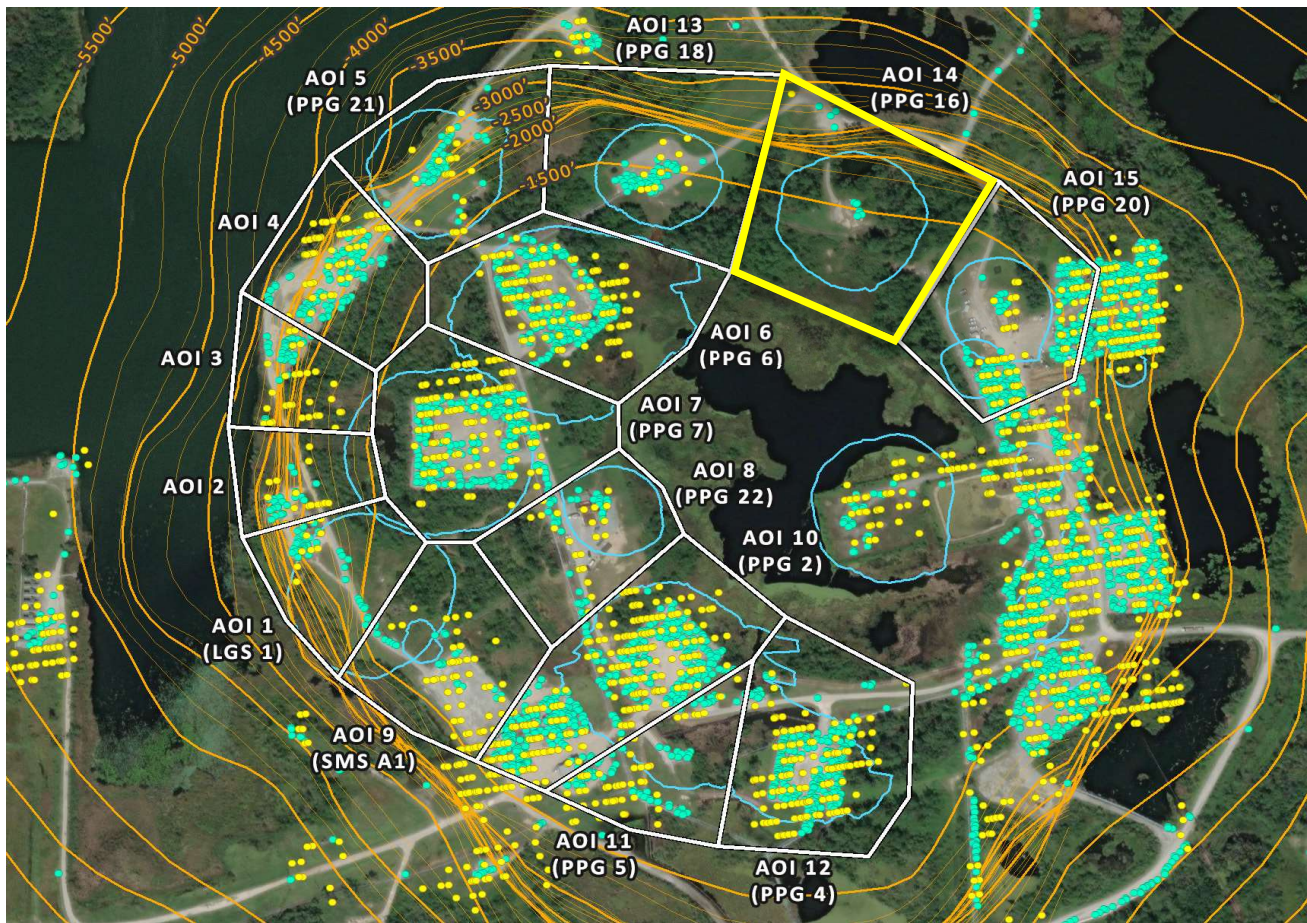 AOI 13
(PPG 18)
-5500'
-5000'
-4500'
-4000'
-3500'
AOI 5
(PPG 21)
AOI 14
(PPG 16)
-3000'
-2500'
-2000'
-1500'
AOI 15
(PPG 20)
AOI 4
AOI 3
AOI 6
(PPG 6)
AOI 7
(PPG 7)
AOI 2
AOI 8
(PPG 22)
AOI 10
(PPG 2)
AOI 1
(LGS 1)
AOI 9
(SMS A1)
AOI 11
(PPG 5)
AOI 12
(PPG 4)